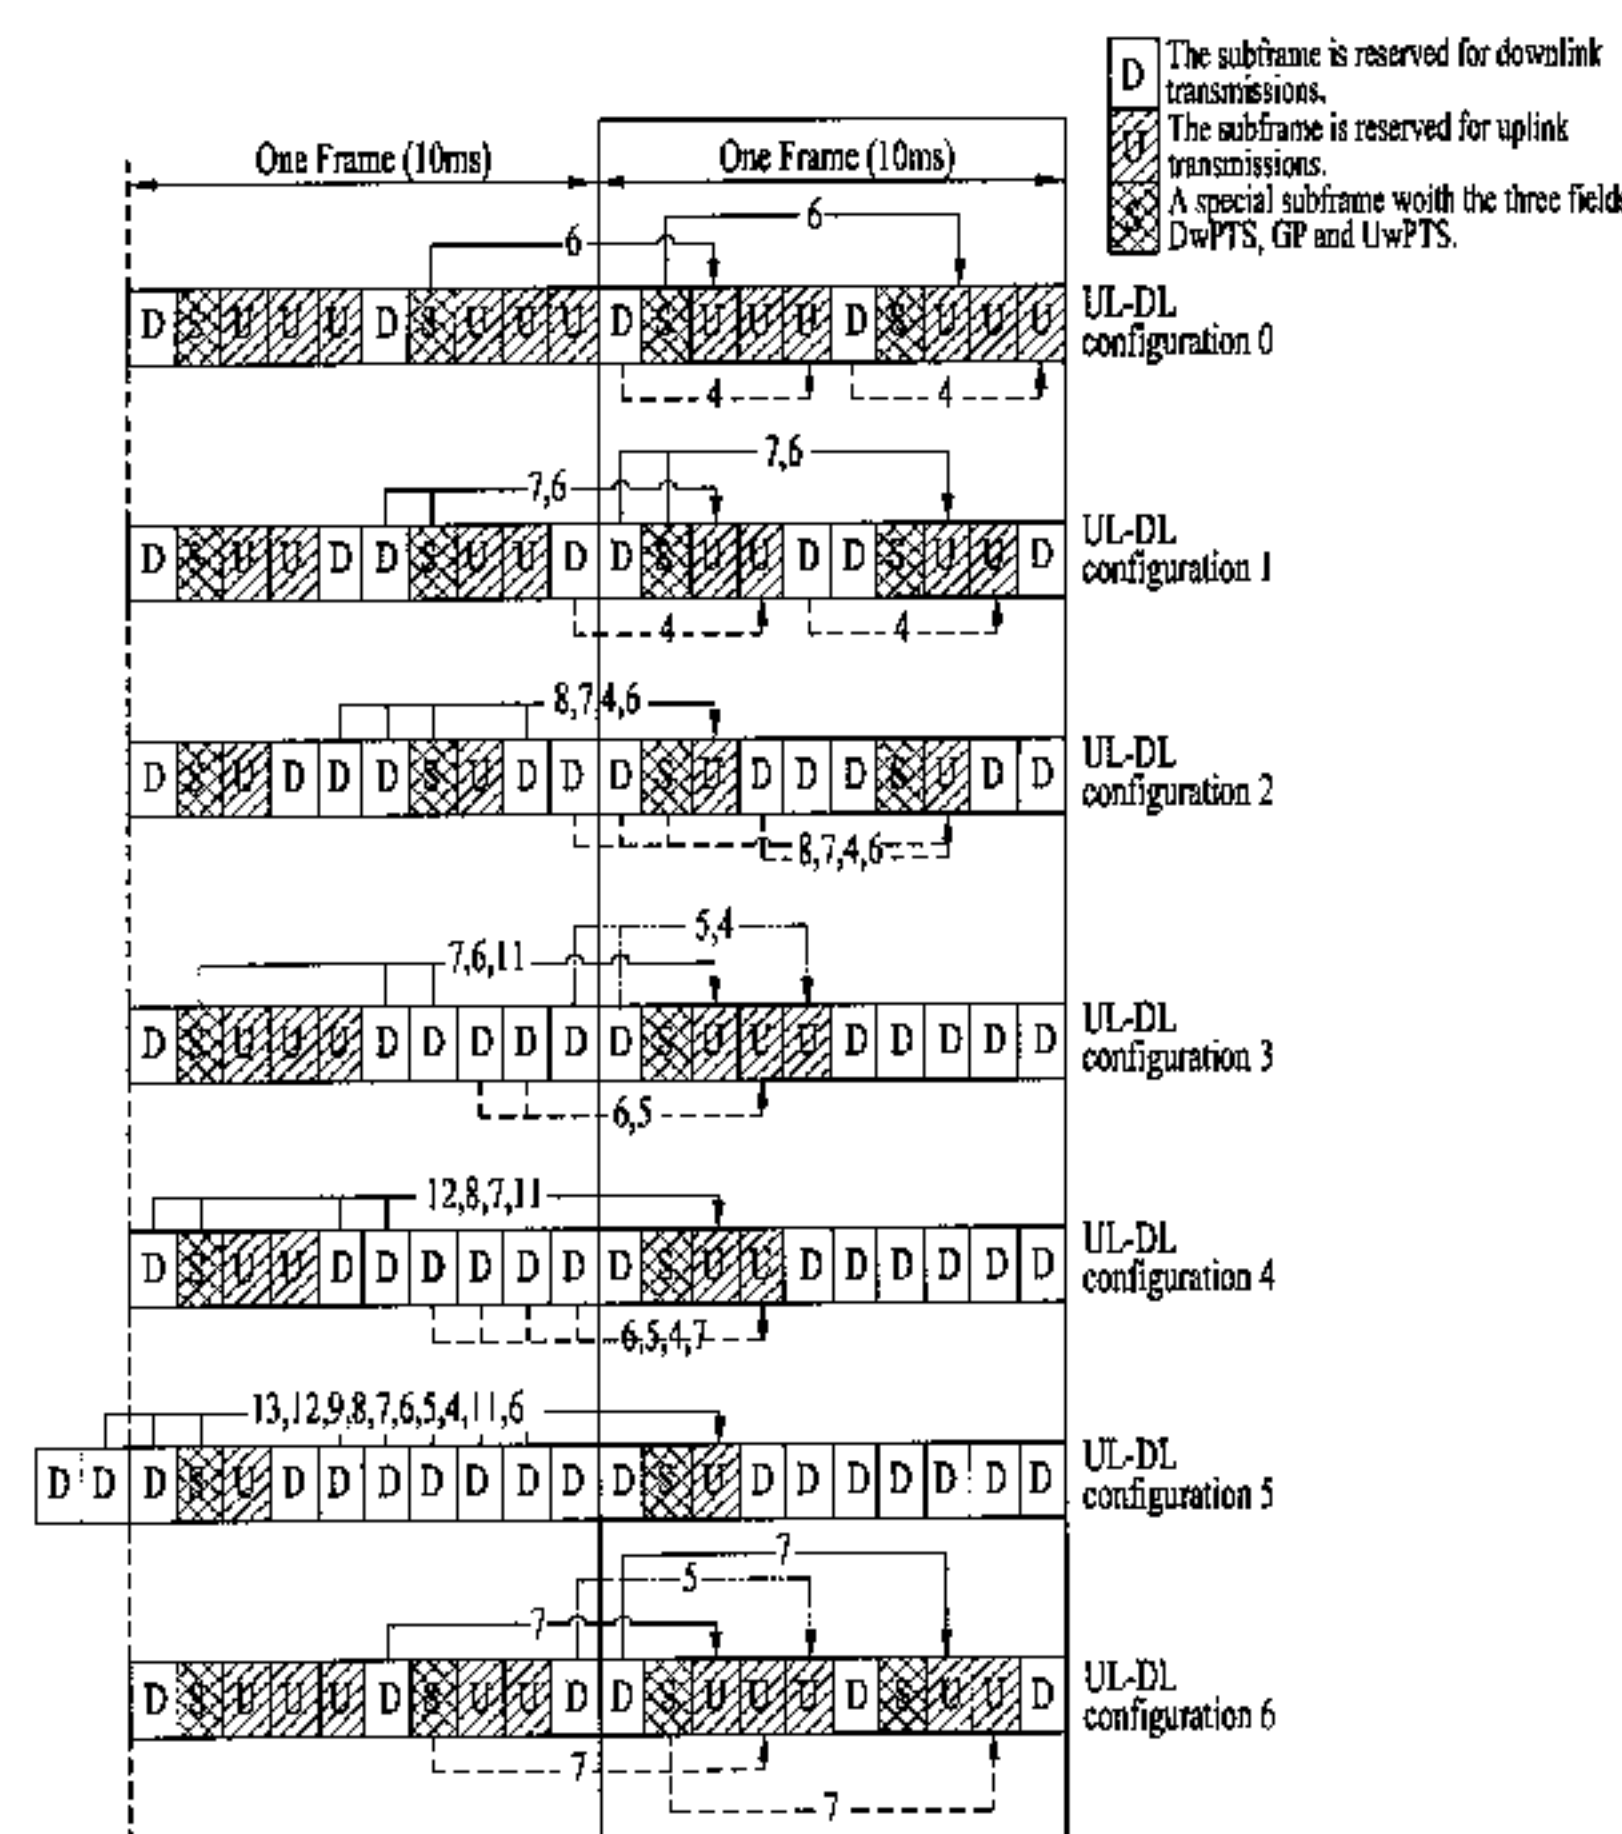 D The subframe is reserved for downlink
transmissions.
U The subframe is reserved for uplink
transmissions.
S A special subframe woith the three fields
DwPTS, GP and UwPTS.
One Frame (10ms) One Frame (10ms)
6
6
D S U U U D S U U U D S U U U D S U U U
UL-DL
configuration 0
4 4
7,6
7,6
D S U U D D S U U D D S U U D D S U U D
UL-DL
configuration 1
4 4
8,7,4,6
D S U D D D S U D D D S U D D D S U D D
UL-DL
configuration 2
8,7,4,6
5,4
7,6,11
D S U U U D D D D D D S U U U D D D D D
UL-DL
configuration 3
6,5
12,8,7,11
D S U U D D D D D D D S U U D D D D D D
UL-DL
configuration 4
6,5,4,7
13,12,9,8,7,6,5,4,11,6
D D D S U D D D D D D D D S U D D D D D D D
UL-DL
configuration 5
7
5
7
D S U U U D S U U D D S U U U D S U U D
UL-DL
configuration 6
7
7